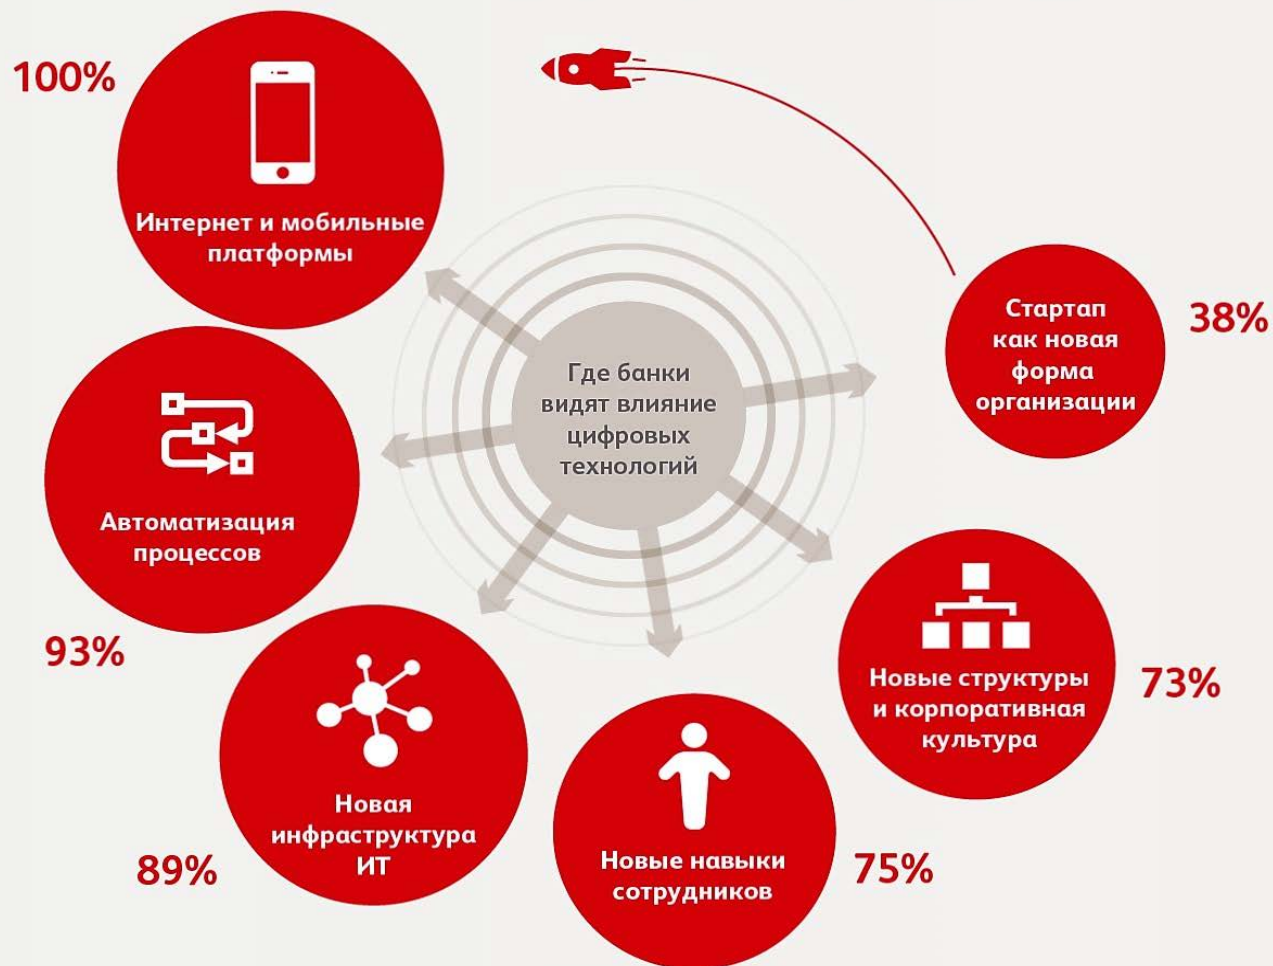 100%
Интернет и мобильные
платформы
Автоматизация
процессов
93%
Новая
инфраструктура
ИТ
89%
Новые навыки
сотрудников
75%
Новые структуры
и корпоративная
культура
73%
Стартап
как новая
форма
организации
38%
Где банки
видят влияние
цифровых
технологий